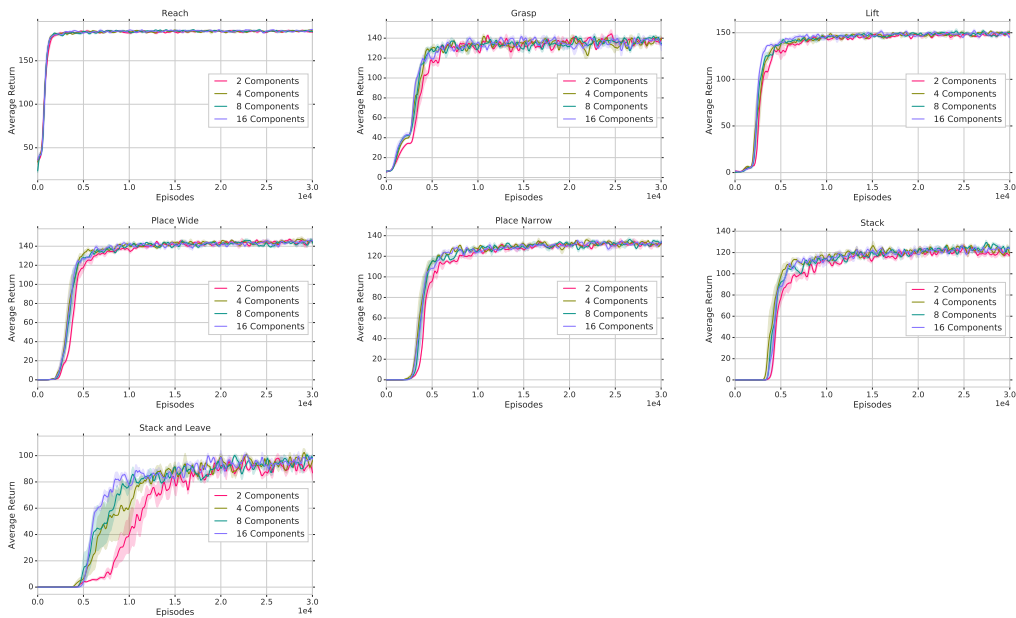 Reach
Average Return
150
100
50
2 Components
4 Components
8 Components
16 Components
0.0 0.5 1.0 1.5 2.0 2.5 3.0
1e4
Episodes
Grasp
Average Return
140
120
100
80
60
40
20
0
2 Components
4 Components
8 Components
16 Components
0.0 0.5 1.0 1.5 2.0 2.5 3.0
1e4
Episodes
Lift
Average Return
150
100
50
0
2 Components
4 Components
8 Components
16 Components
0.0 0.5 1.0 1.5 2.0 2.5 3.0
1e4
Episodes
Place Wide
Average Return
140
120
100
80
60
40
20
0
2 Components
4 Components
8 Components
16 Components
0.0 0.5 1.0 1.5 2.0 2.5 3.0
1e4
Episodes
Place Narrow
Average Return
140
120
100
80
60
40
20
0
2 Components
4 Components
8 Components
16 Components
0.0 0.5 1.0 1.5 2.0 2.5 3.0
1e4
Episodes
Stack
Average Return
140
120
100
80
60
40
20
0
2 Components
4 Components
8 Components
16 Components
0.0 0.5 1.0 1.5 2.0 2.5 3.0
1e4
Episodes
Stack and Leave
Average Return
100
80
60
40
20
0
2 Components
4 Components
8 Components
16 Components
0.0 0.5 1.0 1.5 2.0 2.5 3.0
1e4
Episodes